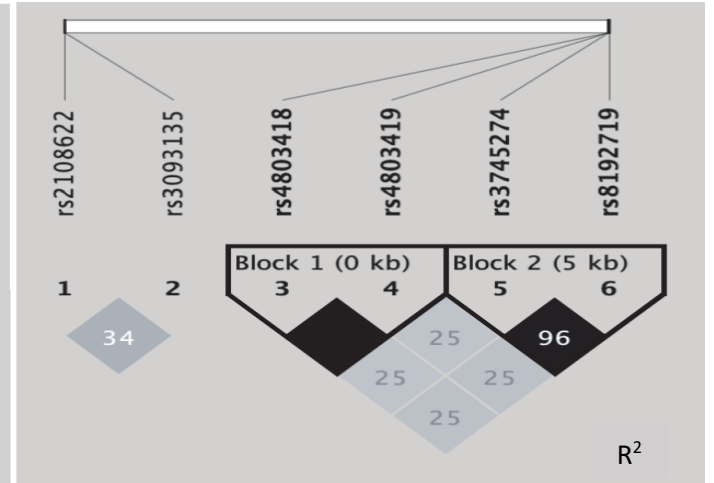 rs2108622
rs3093135
rs4803418
rs4803419
rs3745274
rs8192719
Block 1 (0 kb)
Block 2 (5 kb)
1 2 3 4 5 6
34 25 96
25 25
25
R²